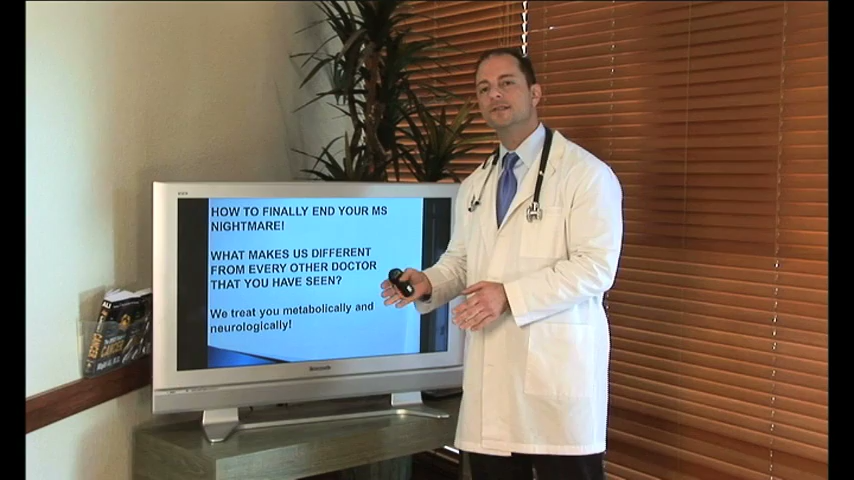 HOW TO FINALLY END YOUR MS
NIGHTMARE!
WHAT MAKES US DIFFERENT
FROM EVERY OTHER DOCTOR
THAT YOU HAVE SEEN?
We treat you metabolically and
neurologically!
CANCER